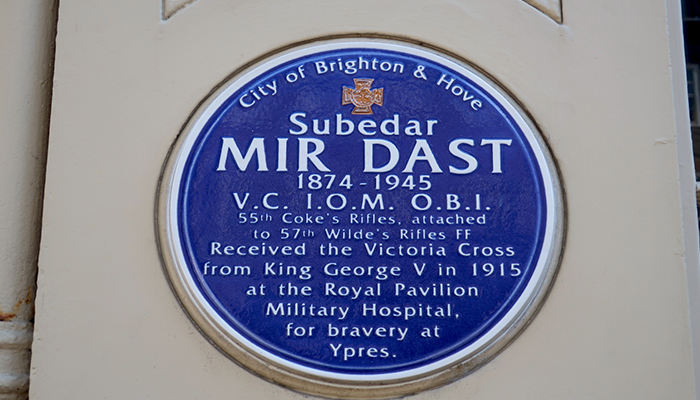 City of Brighton & Hove
Subedar
MIR DAST
1874-1945
V.C. I.O.M. O.B.I.
55th Coke's Rifles, attached
to 57th Wilde's Rifles FF
Received the Victoria Cross
from King George V in 1915
at the Royal Pavilion
Military Hospital,
for bravery at
Ypres.